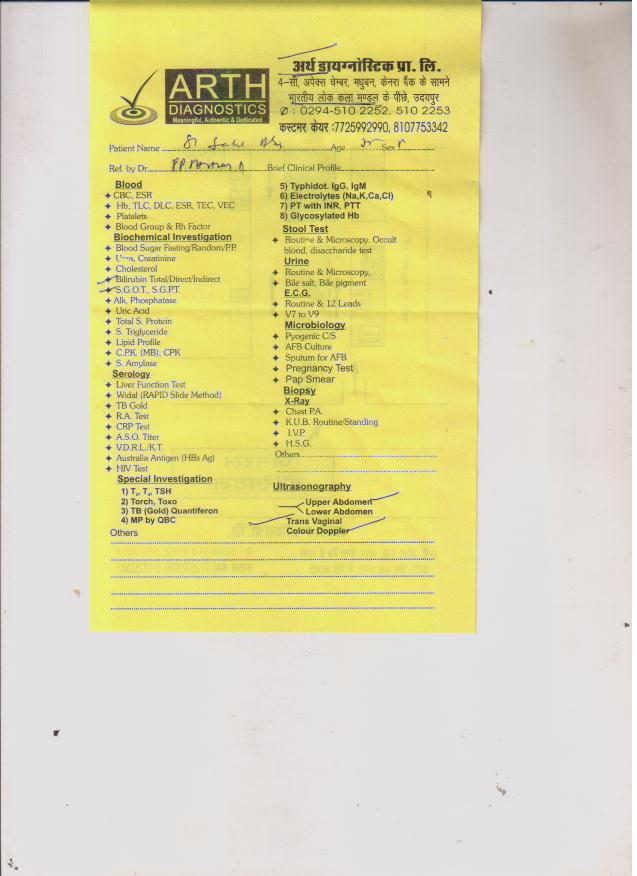 ARTH
DIAGNOSTICS
Meaningful, Authentic & Dedicated
अर्थ डायग्नोस्टिक प्रा. लि.
4-सी, अपेक्स चेम्बर, मधुबन, केनरा बैंक के सामने
भारतीय लोक कला मण्डल के पीछे, उदयपुर
✆ : 0294-510 2252, 510 2253
कस्टमर केयर :7725992990, 8107753342
Patient Name Age Sex
Ref. by Dr. Brief Clinical Profile
Blood
CBC, ESR
Hb, TLC, DLC, ESR, TEC, VEC
Platelets
Blood Group & Rh Factor
Biochemical Investigation
Blood Sugar Fasting/Random/P.P.
Urea, Creatinine
Cholesterol
Bilirubin Total/Direct/Indirect
S.G.O.T., S.G.P.T.
Alk, Phosphatase
Uric Acid
Total S. Protein
S. Triglyceride
Lipid Profile
C.P.K. (MB), CPK
S. Amylase
Serology
Liver Function Test
Widal (RAPID Slide Method)
TB Gold
R.A. Test
CRP Test
A.S.O. Titer
V.D.R.L./K.T.
Australia Antigen (HBs Ag)
HIV Test
Special Investigation
1) T3, T4, TSH
2) Torch, Toxo
3) TB (Gold) Quantiferon
4) MP by QBC
Others
5) Typhidot. IgG, IgM
6) Electrolytes (Na,K,Ca,Cl)
7) PT with INR, PTT
8) Glycosylated Hb
Stool Test
Routine & Microscopy. Occult
blood, disaccharide test
Urine
Routine & Microscopy,
Bile salt, Bile pigment
E.C.G.
Routine & 12 Leads
V7 to V9
Microbiology
Pyogenic C/S
AFB Culture
Sputum for AFB
Pregnancy Test
Pap Smear
Biopsy
X-Ray
Chest P.A.
K.U.B. Routine/Standing
I.V.P.
H.S.G.
Others
Ultrasonography
Upper Abdomen
Lower Abdomen
Trans Vaginal
Colour Doppler